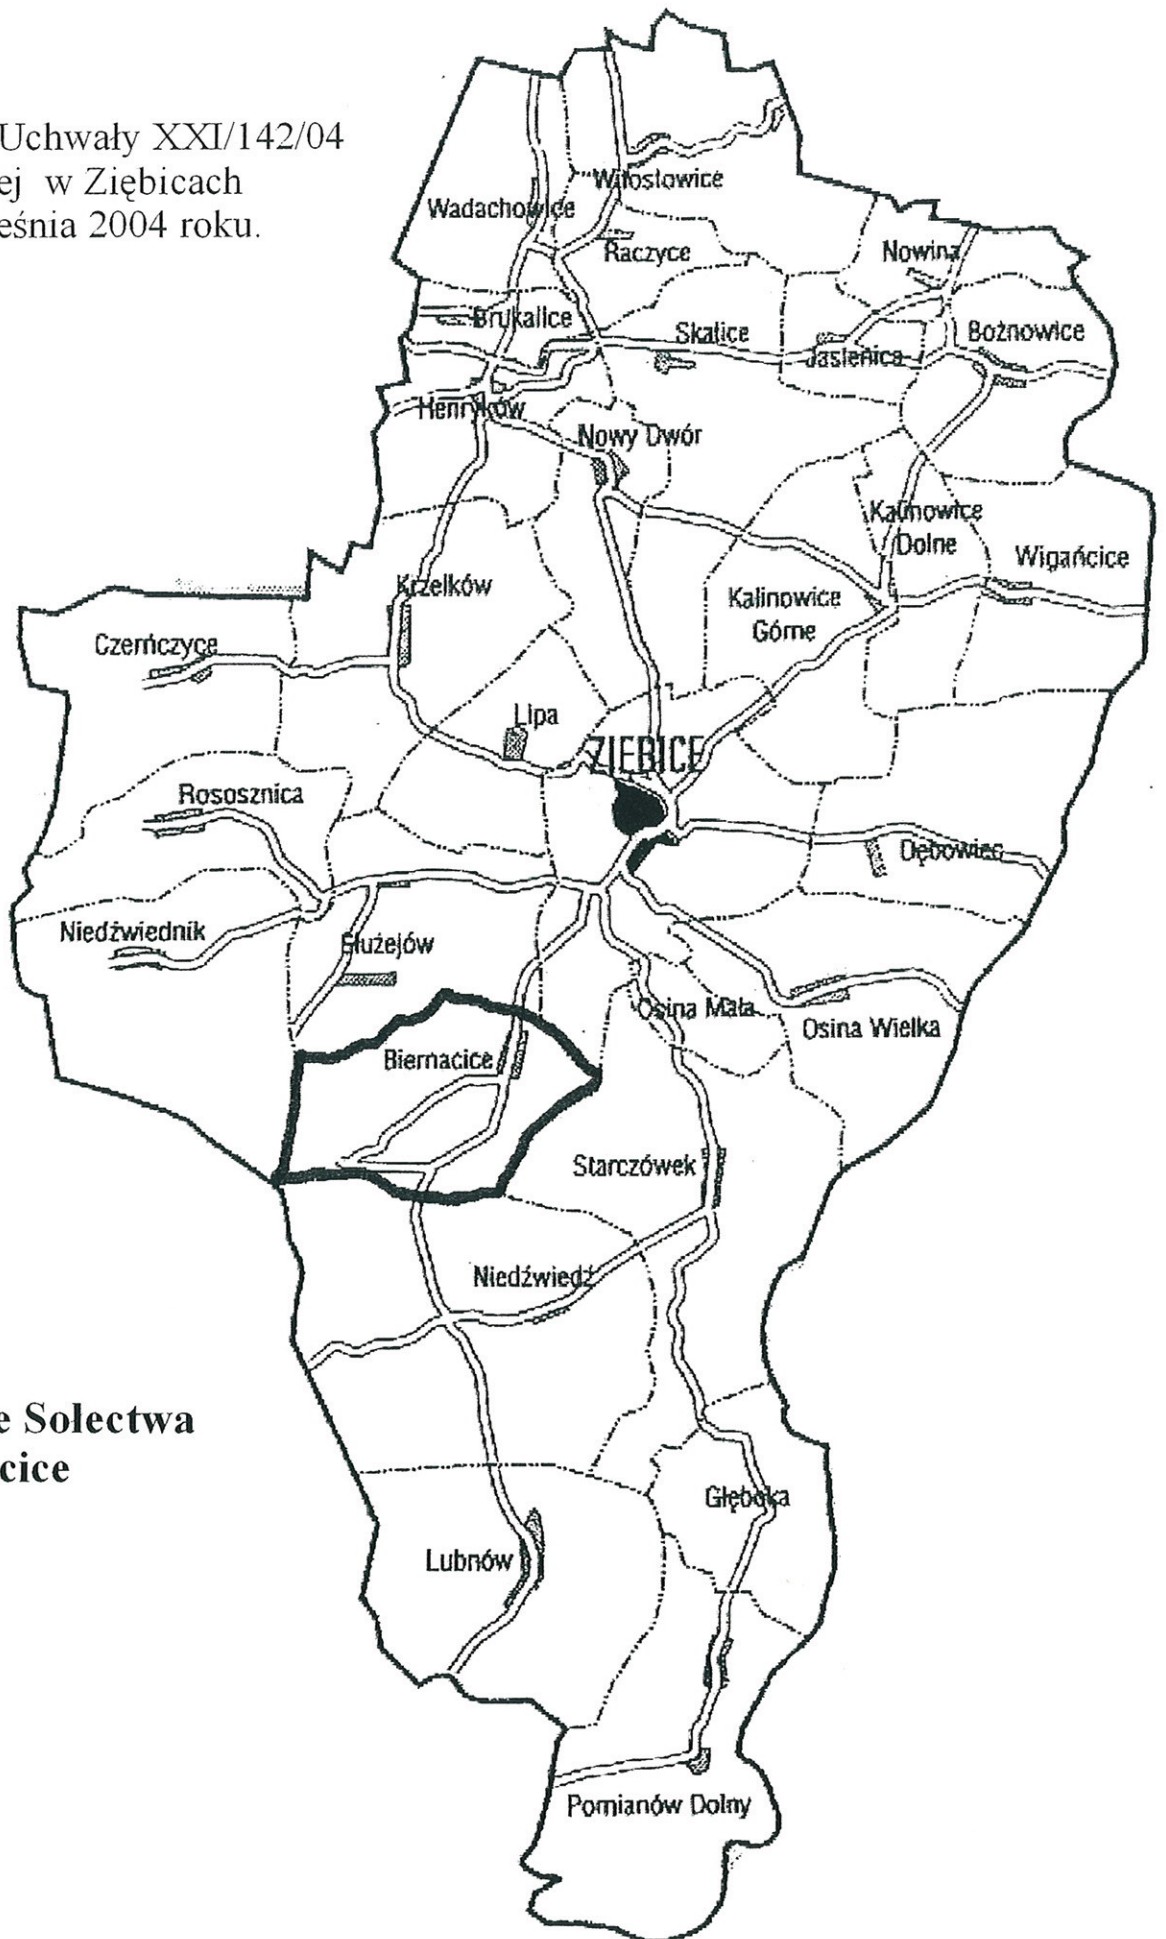 Uchwały XXI/142/04
ej w Ziębicach
eśnia 2004 roku.
Witostowice
Wadachowice
Raczyce
Nowina
Brukalice
Skalice
Bożnowice
Jasienica
Henryków
Nowy Dwór
Kalinowice
Dolne
Wigańcice
Krzelków
Kalinowice
Górne
Czerńczyce
Lipa
ZIĘBICE
Rososznica
Dębowiec
Niedźwiednik
Służejów
Osina Mała
Osina Wielka
Biernacice
Starczówek
Niedźwiedź
e Sołectwa
cice
Głęboka
Lubnów
Pomianów Dolny